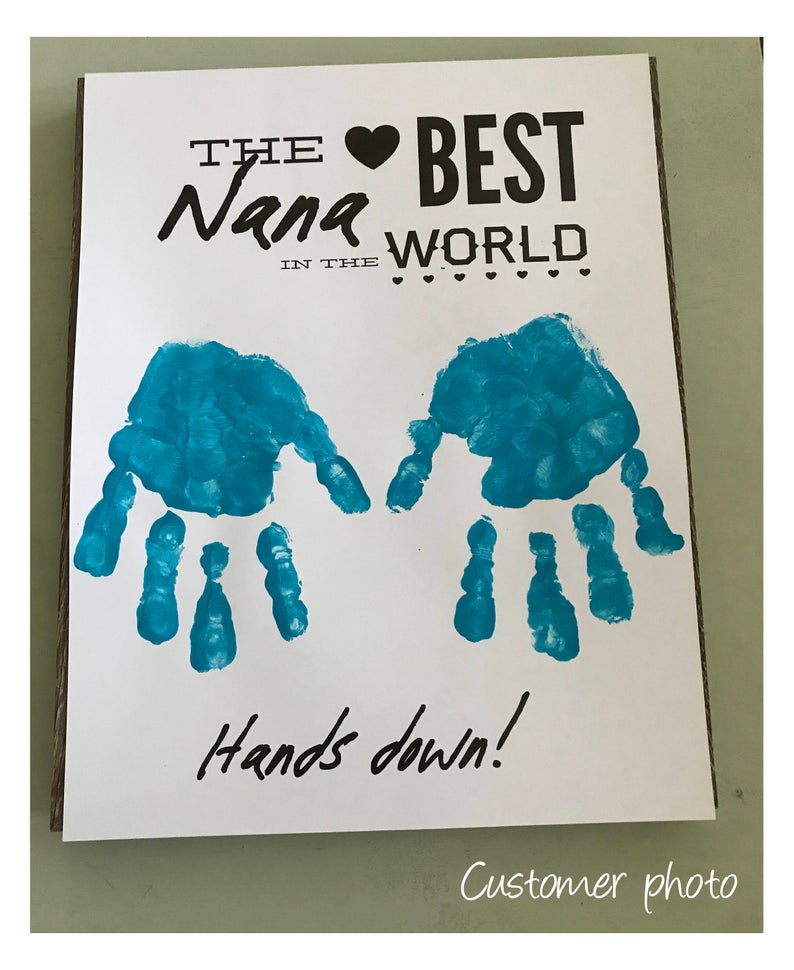 THE ♥ BEST
Nana
IN THE WORLD
Hands down!
Customer photo